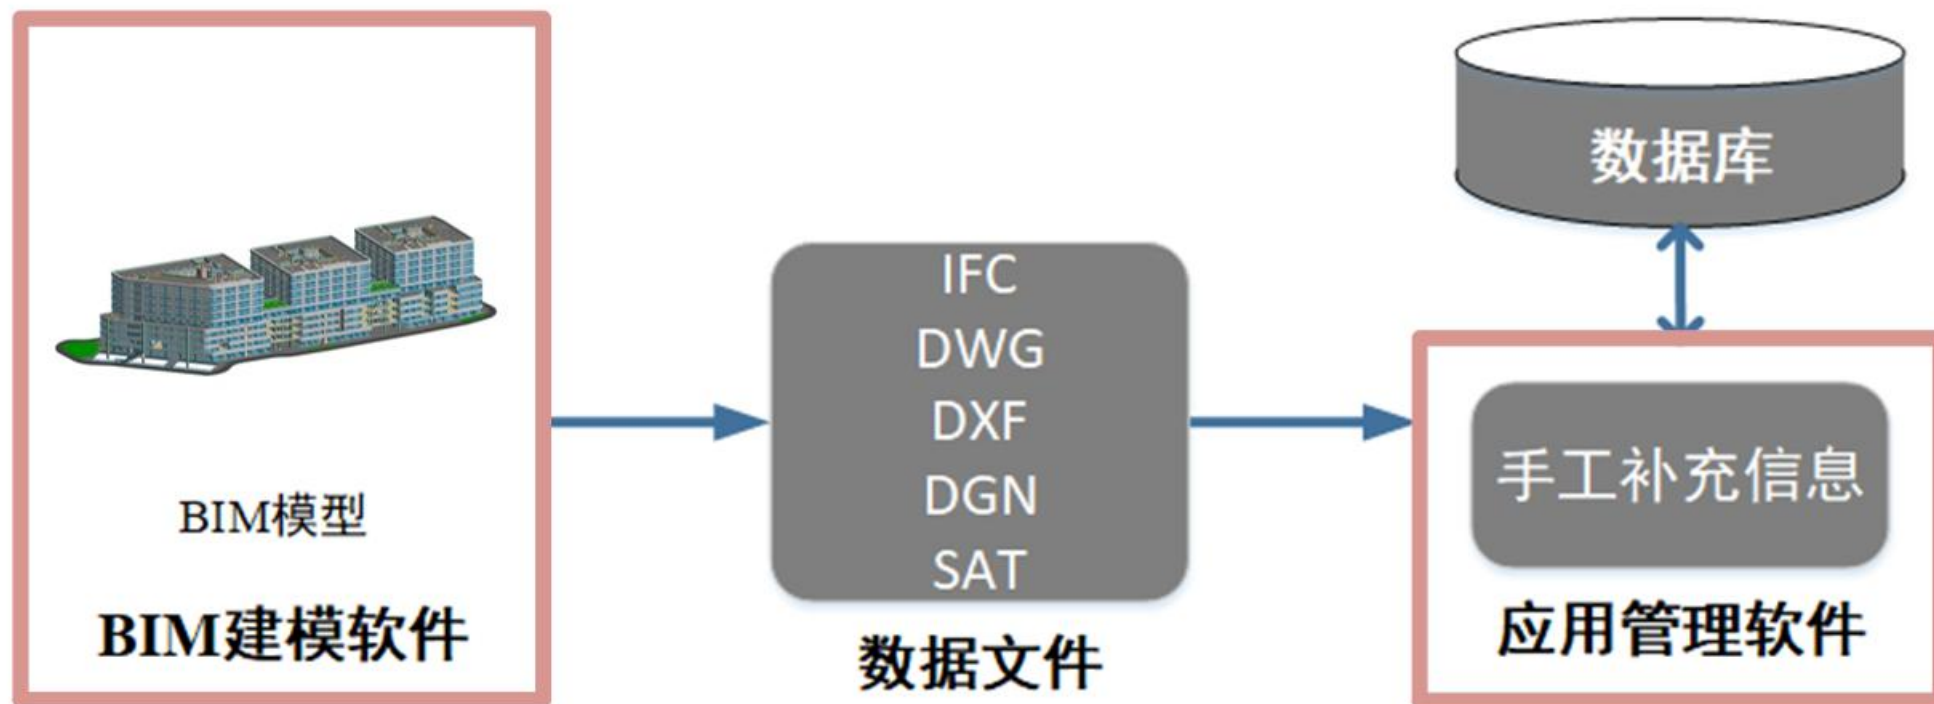 BIM模型
BIM建模软件
IFC
DWG
DXF
DGN
SAT
数据文件
数据库
手工补充信息
应用管理软件